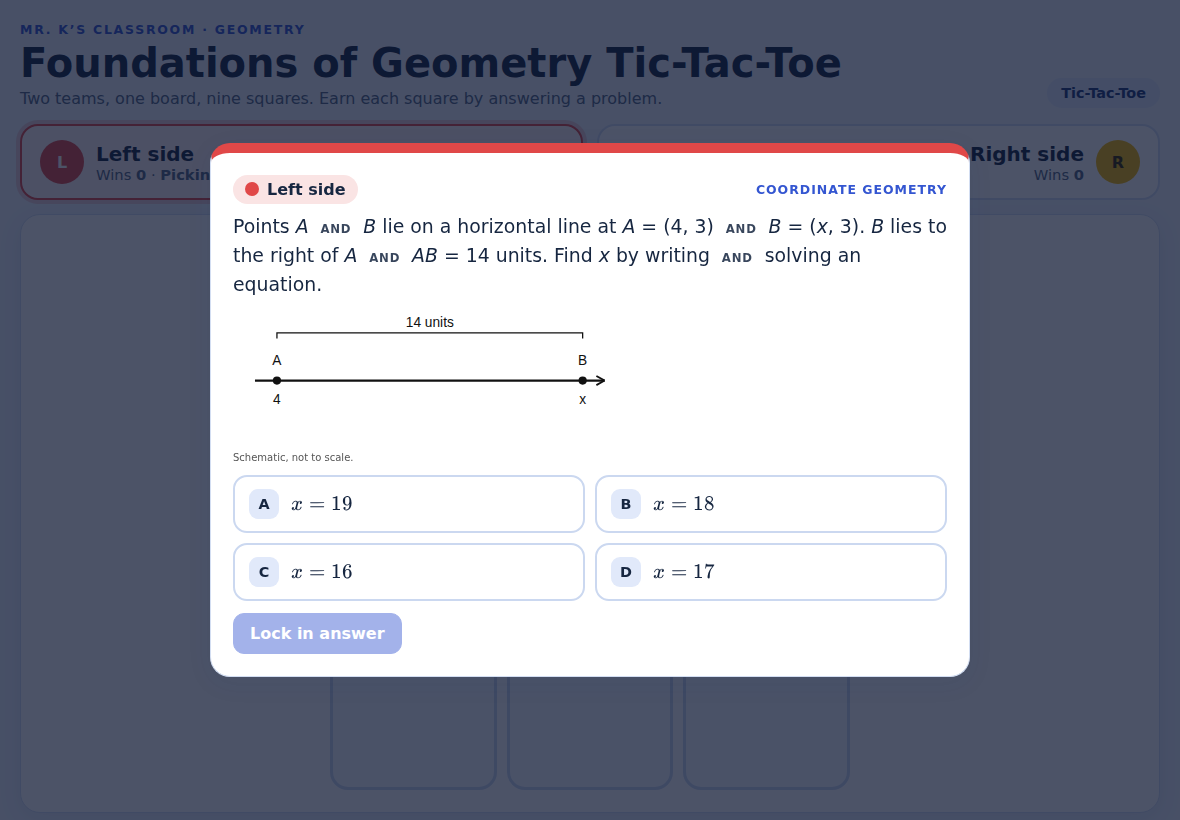 MR. K’S CLASSROOM · GEOMETRY
Foundations of Geometry Tic-Tac-Toe
Two teams, one board, nine squares. Earn each square by answering a problem.
Tic-Tac-Toe
L
Left side
Wins 0 · Pickin
Right side
Wins 0
R
Left side
COORDINATE GEOMETRY
Points A AND B lie on a horizontal line at A = (4, 3) AND B = (x, 3). B lies to
the right of A AND AB = 14 units. Find x by writing AND solving an
equation.
14 units
A
B
4
x
Schematic, not to scale.
A x = 19
B x = 18
C x = 16
D x = 17
Lock in answer